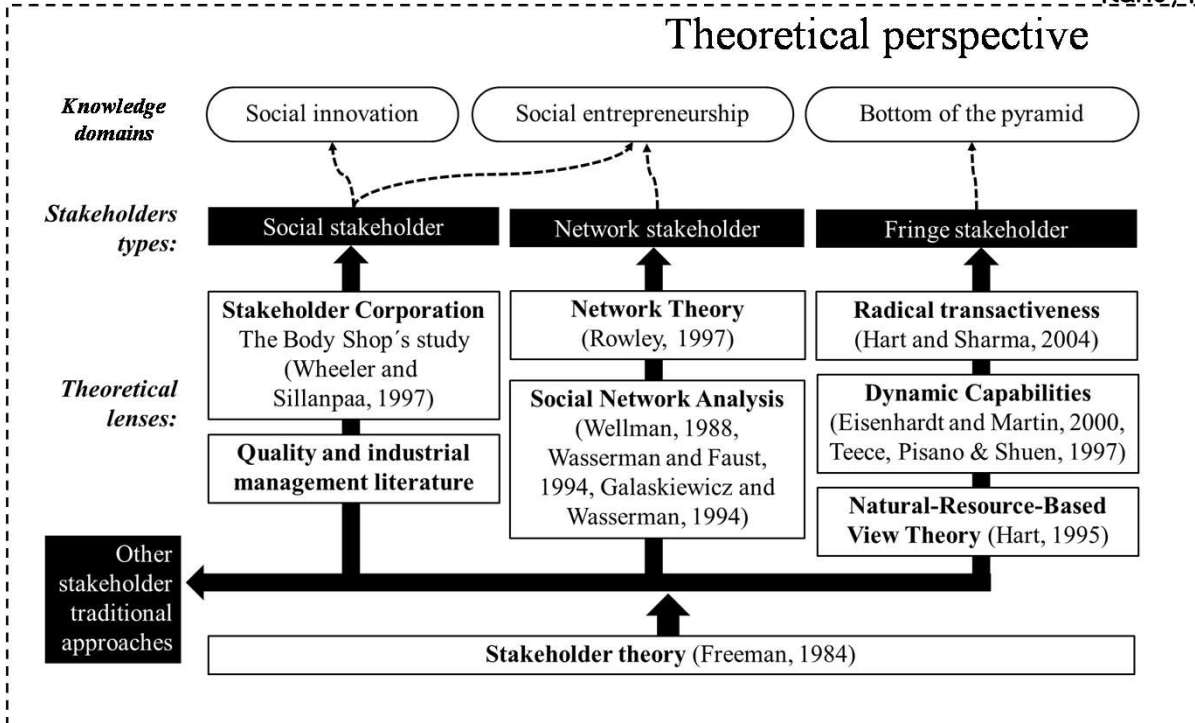 Theoretical perspective
Knowledge
domains
Social innovation
Social entrepreneurship
Bottom of the pyramid
Stakeholders
types:
Social stakeholder
Network stakeholder
Fringe stakeholder
Theoretical
lenses:
Stakeholder Corporation
The Body Shop´s study
(Wheeler and
Sillanpaa, 1997)
Quality and industrial
management literature
Network Theory
(Rowley, 1997)
Social Network Analysis
(Wellman, 1988,
Wasserman and Faust,
1994, Galaskiewicz and
Wasserman, 1994)
Radical transactiveness
(Hart and Sharma, 2004)
Dynamic Capabilities
(Eisenhardt and Martin, 2000,
Teece, Pisano & Shuen, 1997)
Natural-Resource-Based
View Theory (Hart, 1995)
Other
stakeholder
traditional
approaches
Stakeholder theory (Freeman, 1984)